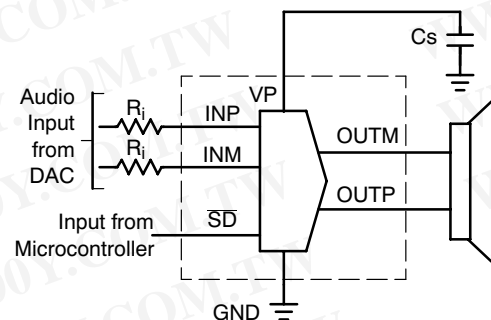 Cs
VP
Audio
Input
from
DAC
Ri
INP
Ri
INM
OUTM
OUTP
Input from
Microcontroller
SD
GND